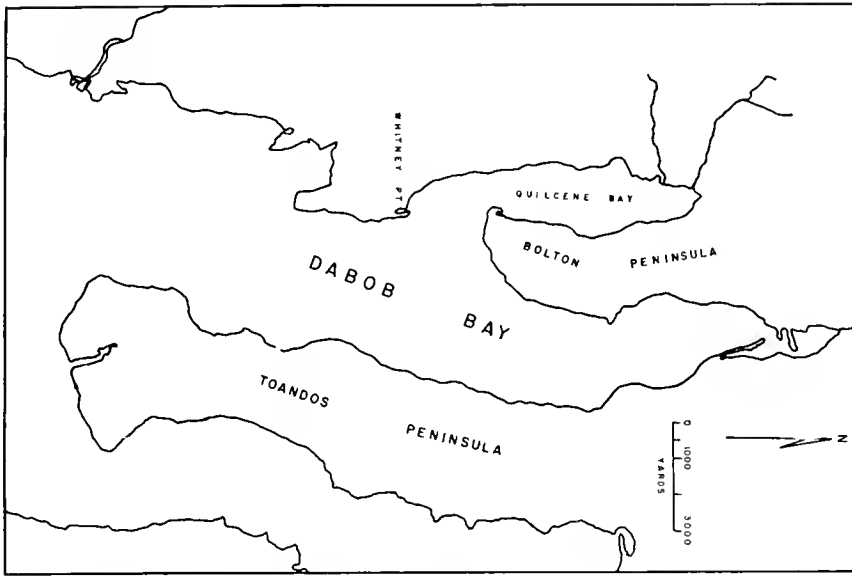 WHITNEY PT.
QUILCENE BAY
BOLTON PENINSULA
DABOB BAY
TOANDOS PENINSULA
N
0 1000 3000
YARDS